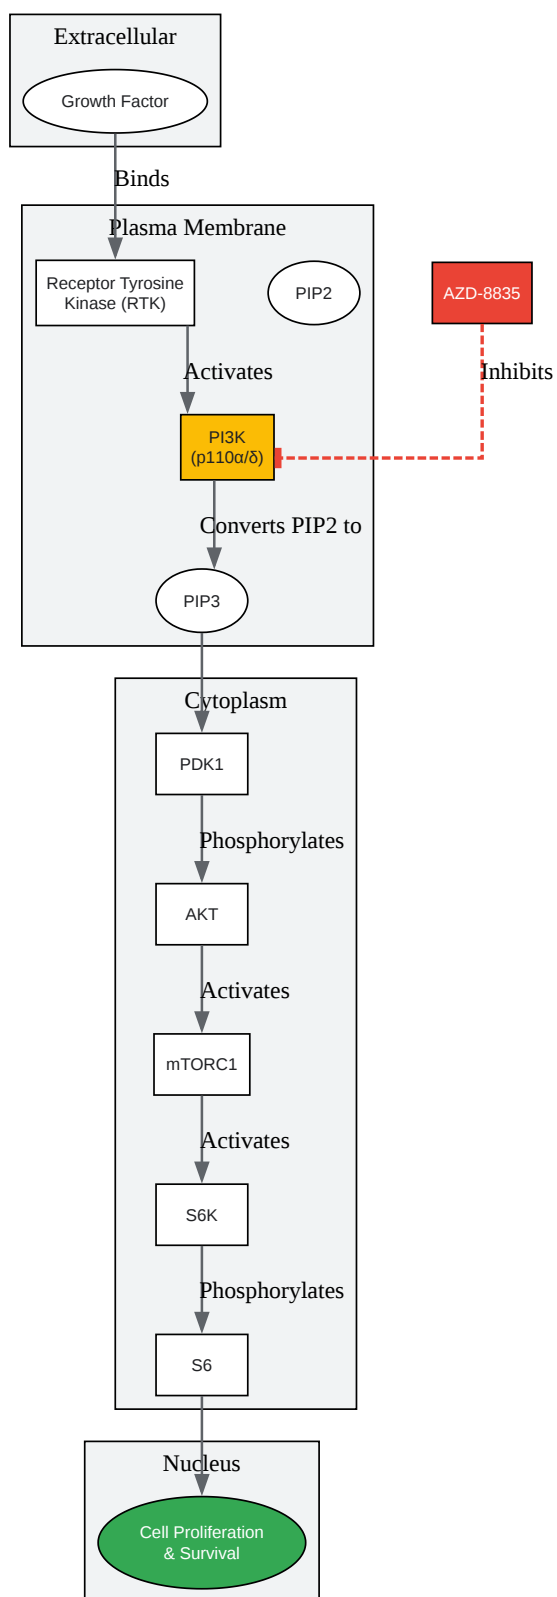 Extracellular
Growth Factor
Binds
Plasma Membrane
Receptor Tyrosine
Kinase (RTK)
PIP2
AZD-8835
Activates
Inhibits
PI3K
(p110α/δ)
Converts PIP2 to
PIP3
Cytoplasm
PDK1
Phosphorylates
AKT
Activates
mTORC1
Activates
S6K
Phosphorylates
S6
Nucleus
Cell Proliferation
& Survival